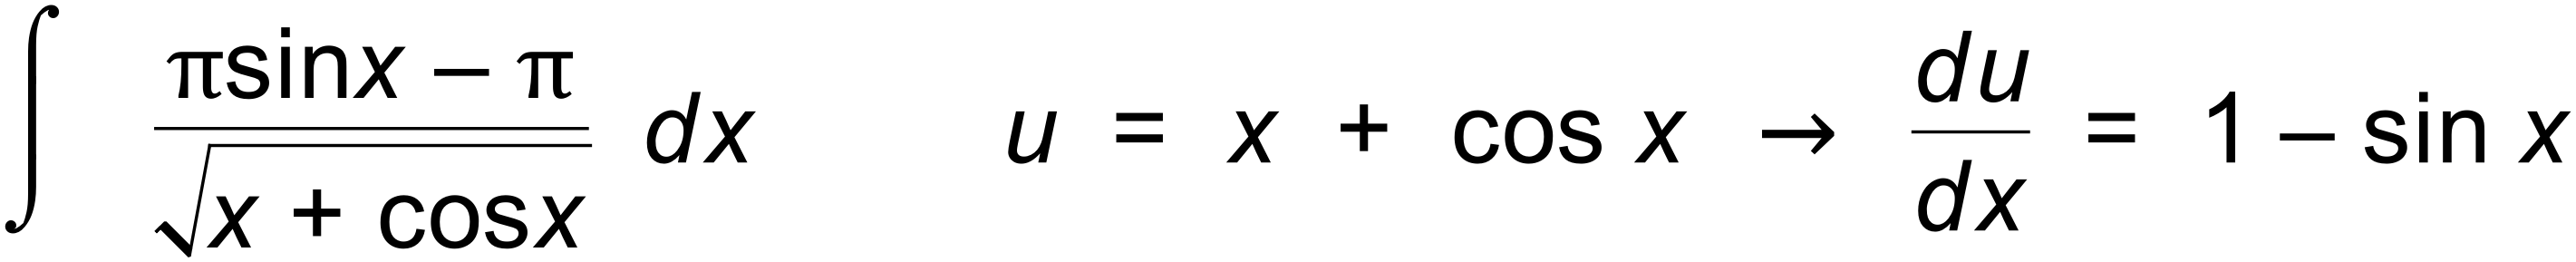 ∫ (πsinx – π)/√(x + cosx) dx u = x + cos x → du/dx = 1 – sin x